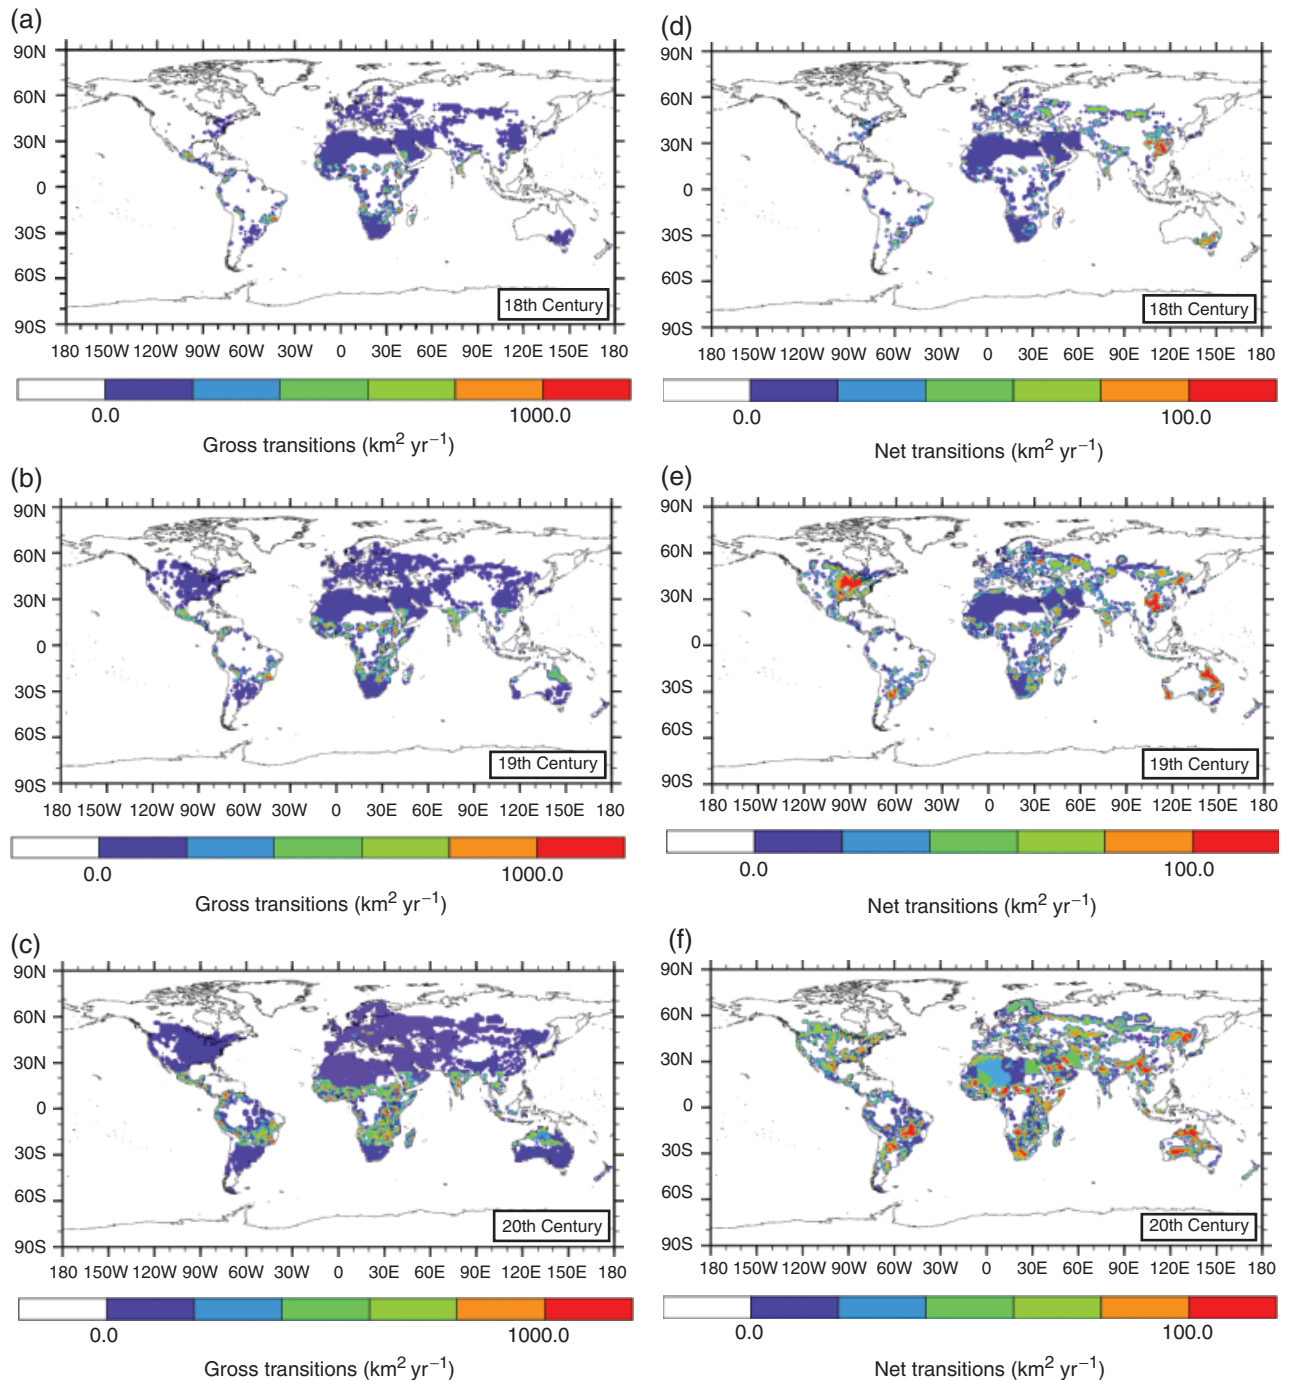 (a)
90N
60N
30N
0
30S
60S
90S
18th Century
180 150W 120W 90W 60W 30W 0 30E 60E 90E 120E 150E 180
0.0 1000.0
Gross transitions (km² yr⁻¹)
(d)
90N
60N
30N
0
30S
60S
90S
18th Century
180 150W 120W 90W 60W 30W 0 30E 60E 90E 120E 150E 180
0.0 100.0
Net transitions (km² yr⁻¹)
(b)
90N
60N
30N
0
30S
60S
90S
19th Century
180 150W 120W 90W 60W 30W 0 30E 60E 90E 120E 150E 180
0.0 1000.0
Gross transitions (km² yr⁻¹)
(e)
90N
60N
30N
0
30S
60S
90S
19th Century
180 150W 120W 90W 60W 30W 0 30E 60E 90E 120E 150E 180
0.0 100.0
Net transitions (km² yr⁻¹)
(c)
90N
60N
30N
0
30S
60S
90S
20th Century
180 150W 120W 90W 60W 30W 0 30E 60E 90E 120E 150E 180
0.0 1000.0
Gross transitions (km² yr⁻¹)
(f)
90N
60N
30N
0
30S
60S
90S
20th Century
180 150W 120W 90W 60W 30W 0 30E 60E 90E 120E 150E 180
0.0 100.0
Net transitions (km² yr⁻¹)